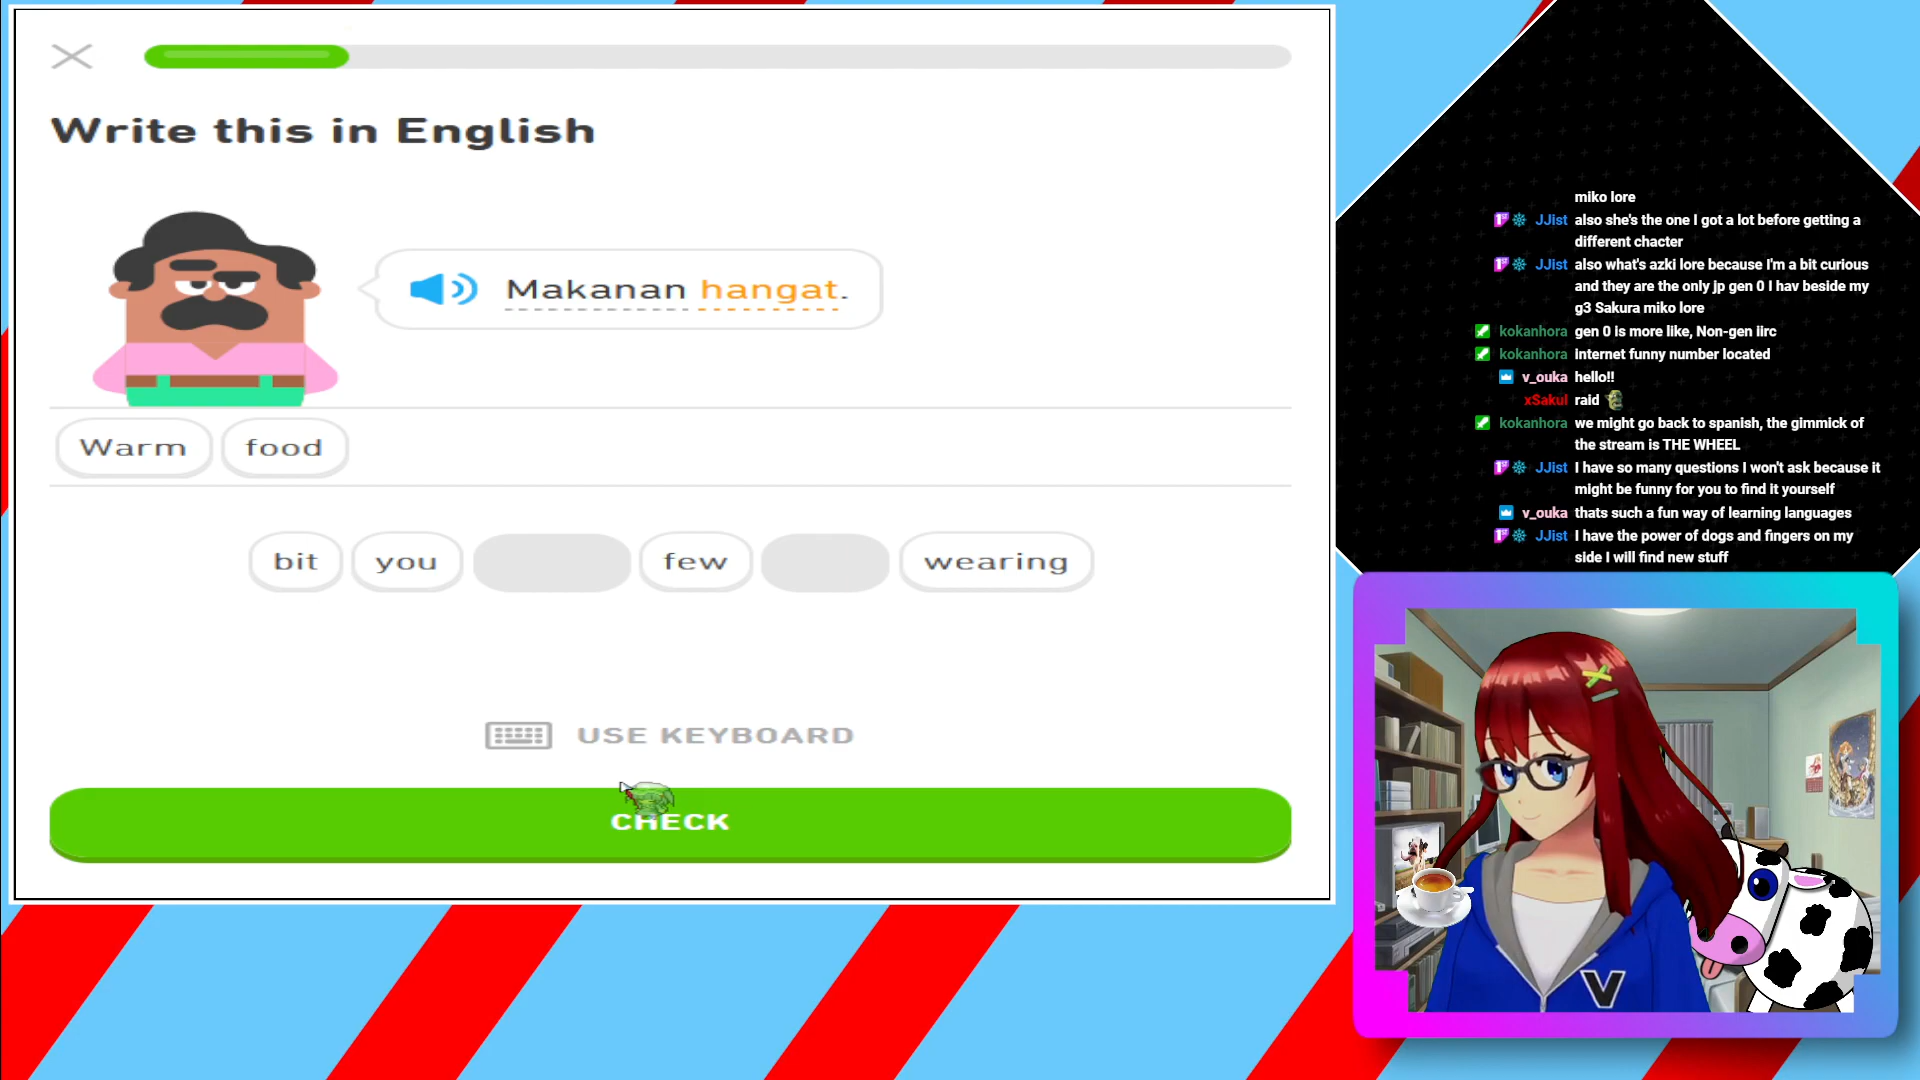 Write this in English
Makanan hangat.
Warm food
bit you few wearing
USE KEYBOARD
CHECK
miko lore
JJist also she's the one I got a lot before getting a
different chacter
JJist also what's azki lore because I'm a bit curious
and they are the only jp gen 0 I hav beside my
g3 Sakura miko lore
kokanhora gen 0 is more like, Non-gen iirc
kokanhora internet funny number located
v_ouka hello!!
xSakul raid
kokanhora we might go back to spanish, the gimmick of
the stream is THE WHEEL
JJist I have so many questions I won't ask because it
might be funny for you to find it yourself
v_ouka thats such a fun way of learning languages
JJist I have the power of dogs and fingers on my
side I will find new stuff
V